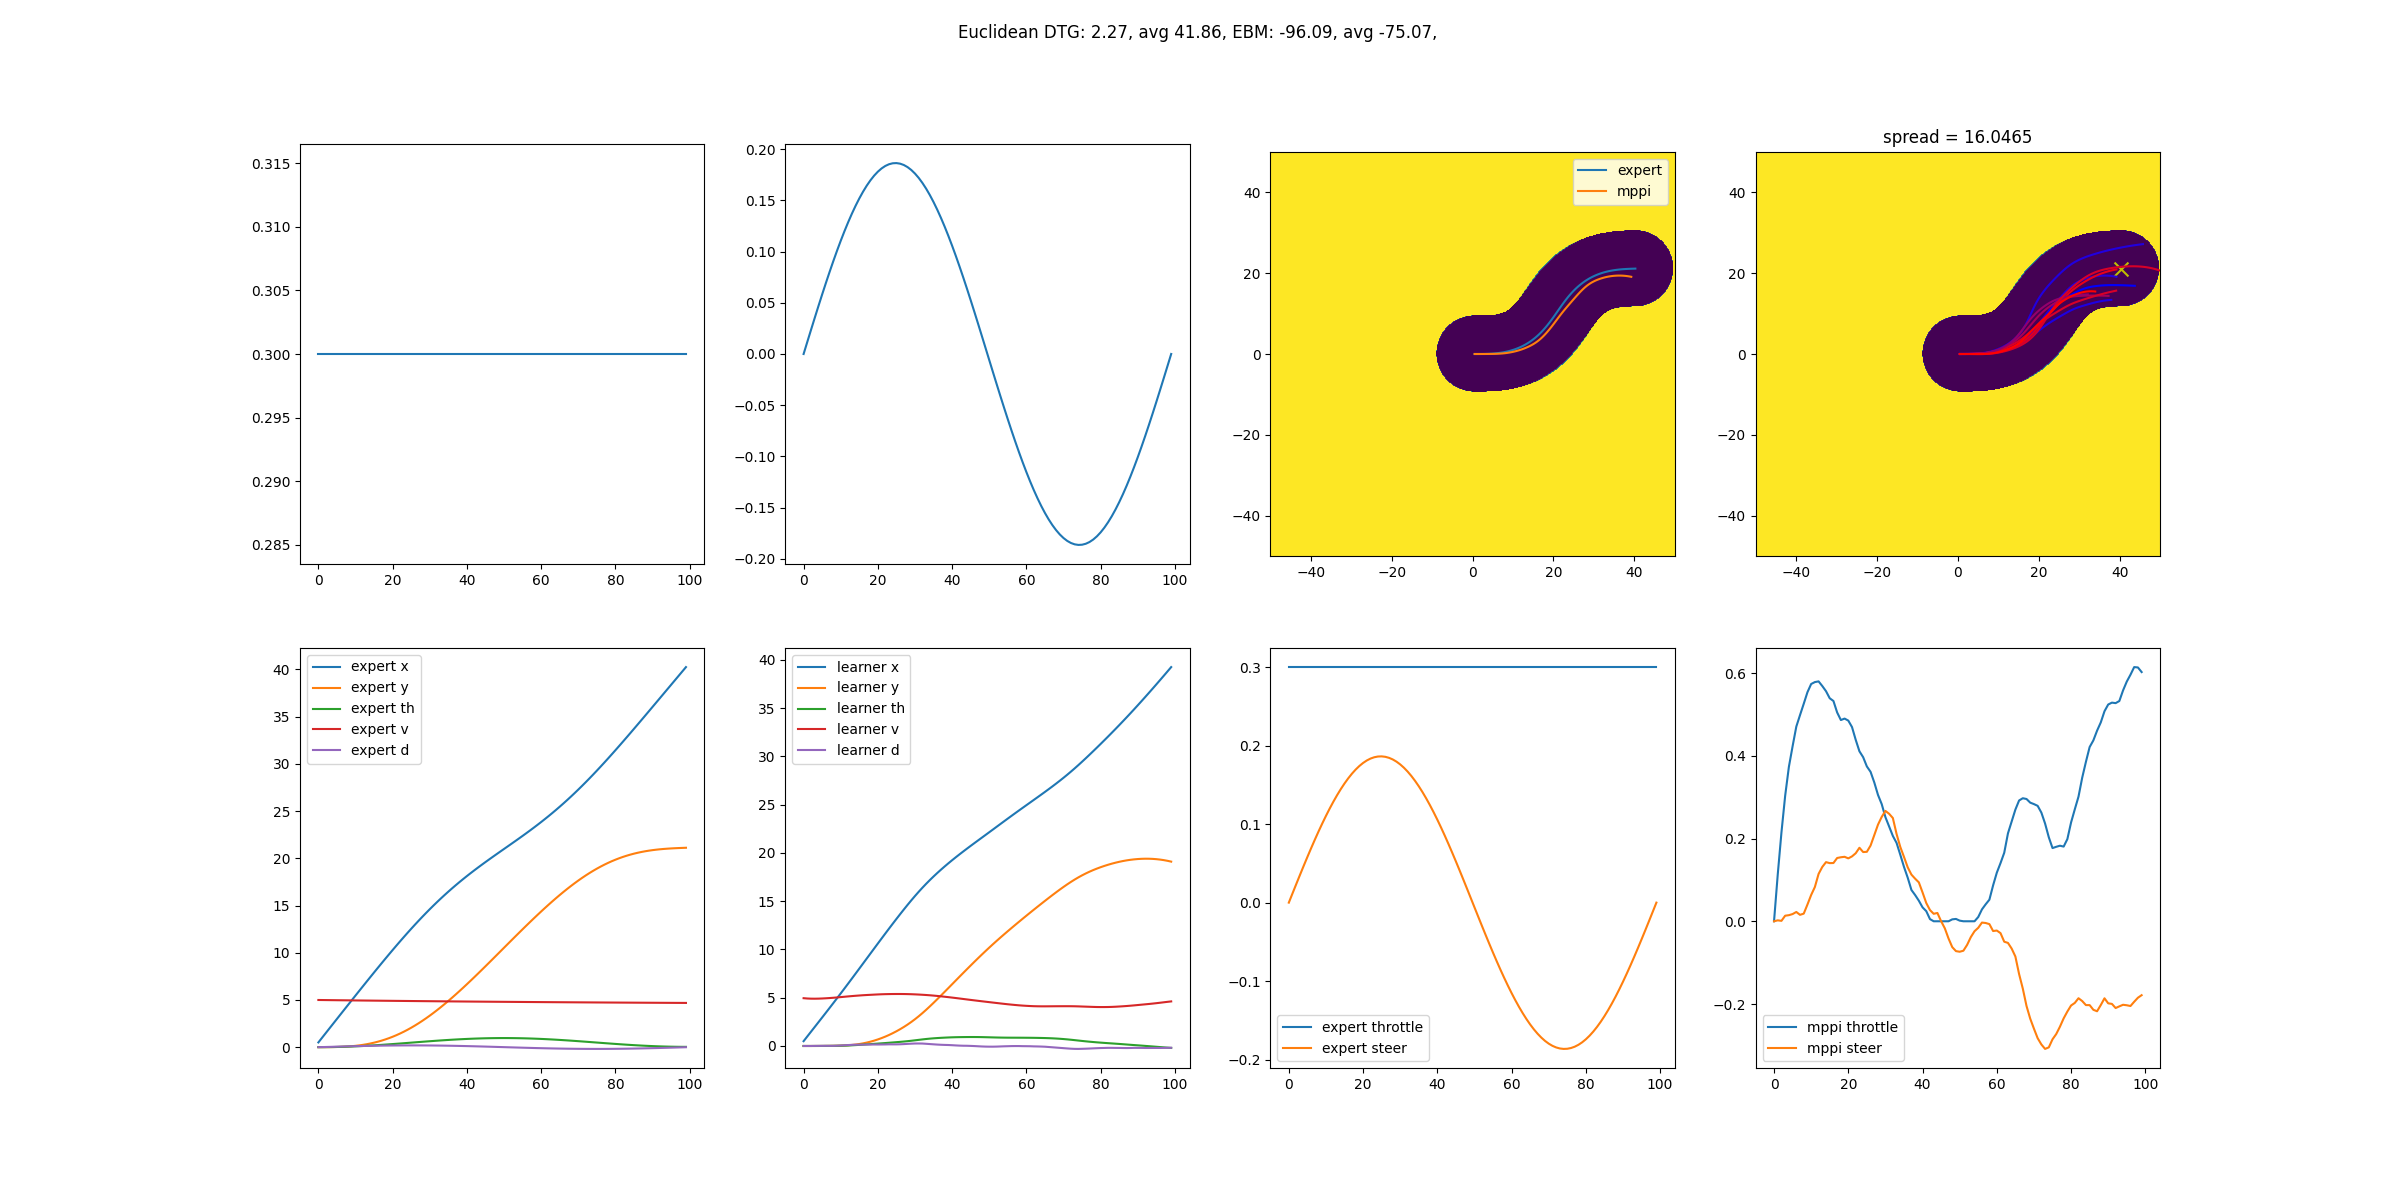 Euclidean DTG: 2.27, avg 41.86, EBM: -96.09, avg -75.07,
0.315
0.310
0.305
0.300
0.295
0.290
0.285
0 20 40 60 80 100
0.20
0.15
0.10
0.05
0.00
−0.05
−0.10
−0.15
−0.20
0 20 40 60 80 100
expert
mppi
40
20
0
−20
−40
−40 −20 0 20 40
spread = 16.0465
40
20
0
−20
−40
−40 −20 0 20 40
expert x
expert y
expert th
expert v
expert d
40
35
30
25
20
15
10
5
0
0 20 40 60 80 100
learner x
learner y
learner th
learner v
learner d
40
35
30
25
20
15
10
5
0
0 20 40 60 80 100
0.3
0.2
0.1
0.0
−0.1
−0.2
expert throttle
expert steer
0 20 40 60 80 100
0.6
0.4
0.2
0.0
−0.2
mppi throttle
mppi steer
0 20 40 60 80 100